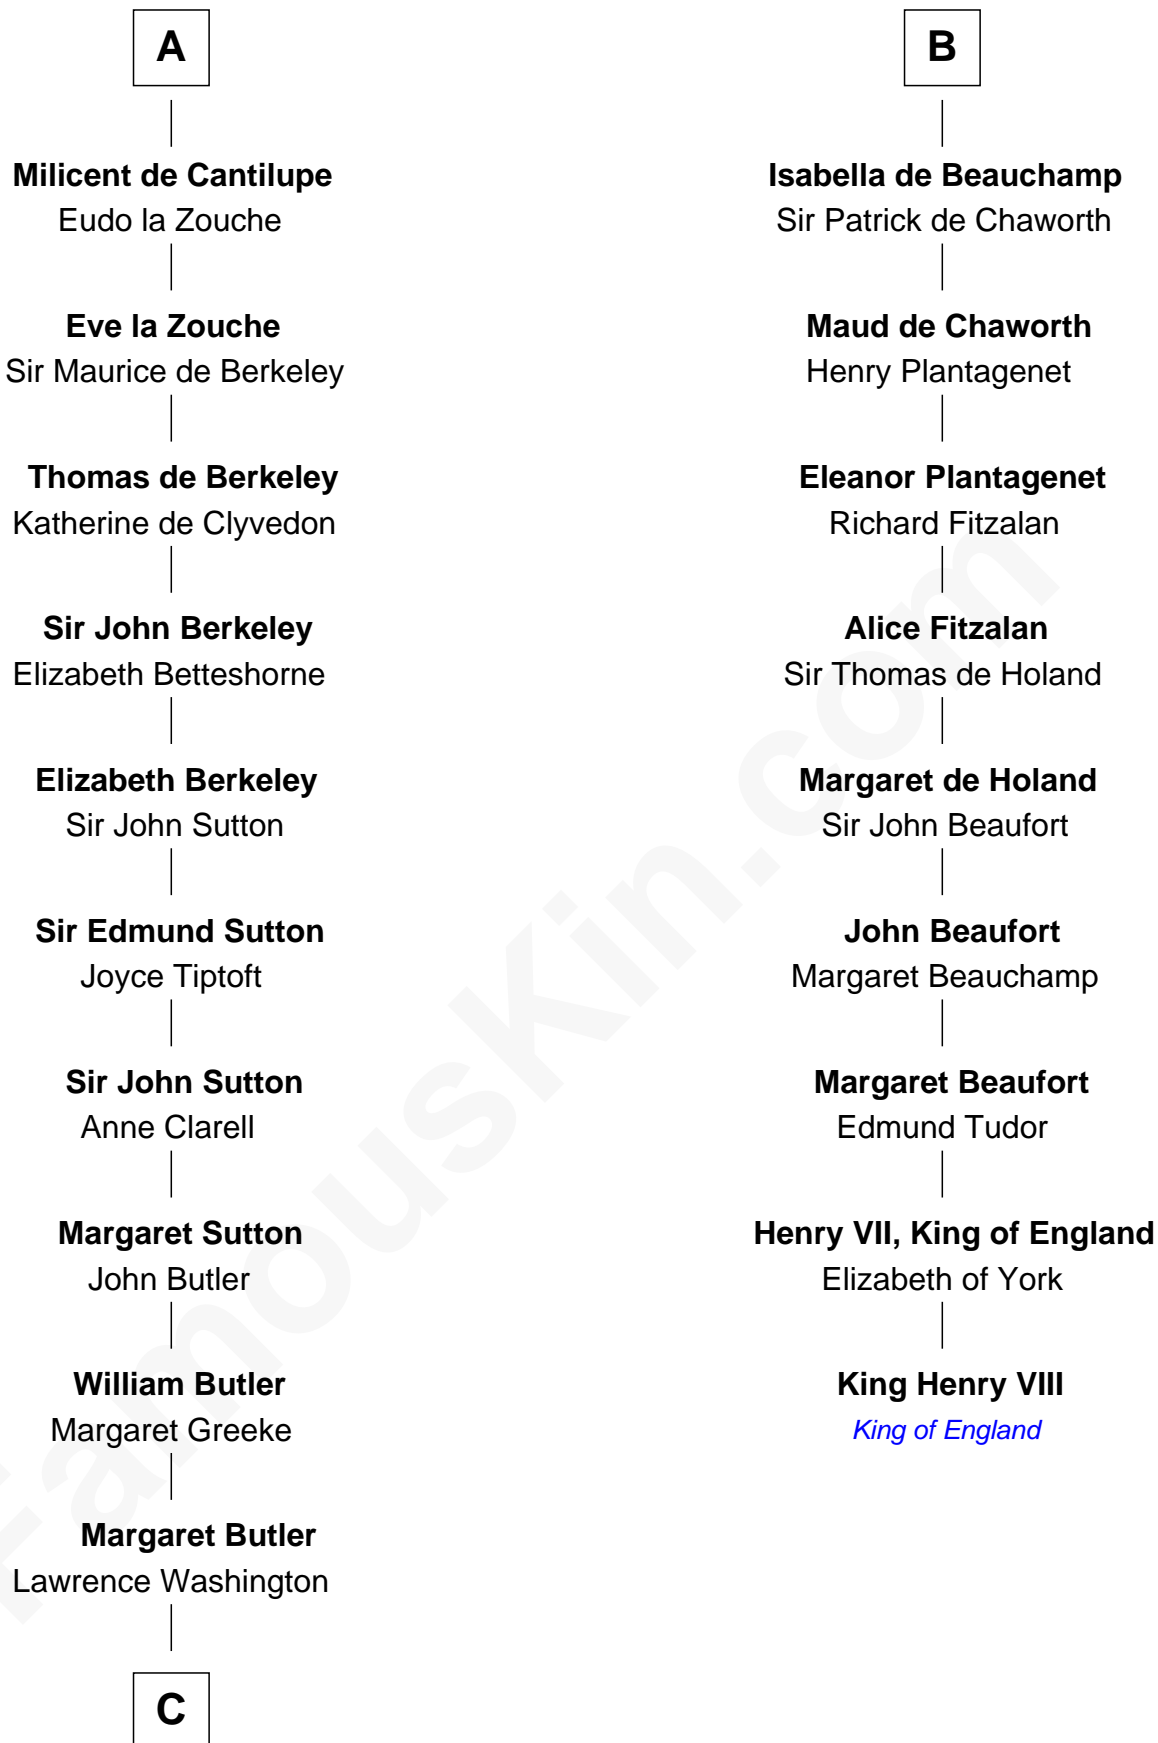 A
Milicent de Cantilupe
Eudo la Zouche
Eve la Zouche
Sir Maurice de Berkeley
Thomas de Berkeley
Katherine de Clyvedon
Sir John Berkeley
Elizabeth Betteshorne
Elizabeth Berkeley
Sir John Sutton
Sir Edmund Sutton
Joyce Tiptoft
Sir John Sutton
Anne Clarell
Margaret Sutton
John Butler
William Butler
Margaret Greeke
Margaret Butler
Lawrence Washington
C
B
Isabella de Beauchamp
Sir Patrick de Chaworth
Maud de Chaworth
Henry Plantagenet
Eleanor Plantagenet
Richard Fitzalan
Alice Fitzalan
Sir Thomas de Holand
Margaret de Holand
Sir John Beaufort
John Beaufort
Margaret Beauchamp
Margaret Beaufort
Edmund Tudor
Henry VII, King of England
Elizabeth of York
King Henry VIII
King of England
FamousKin.com